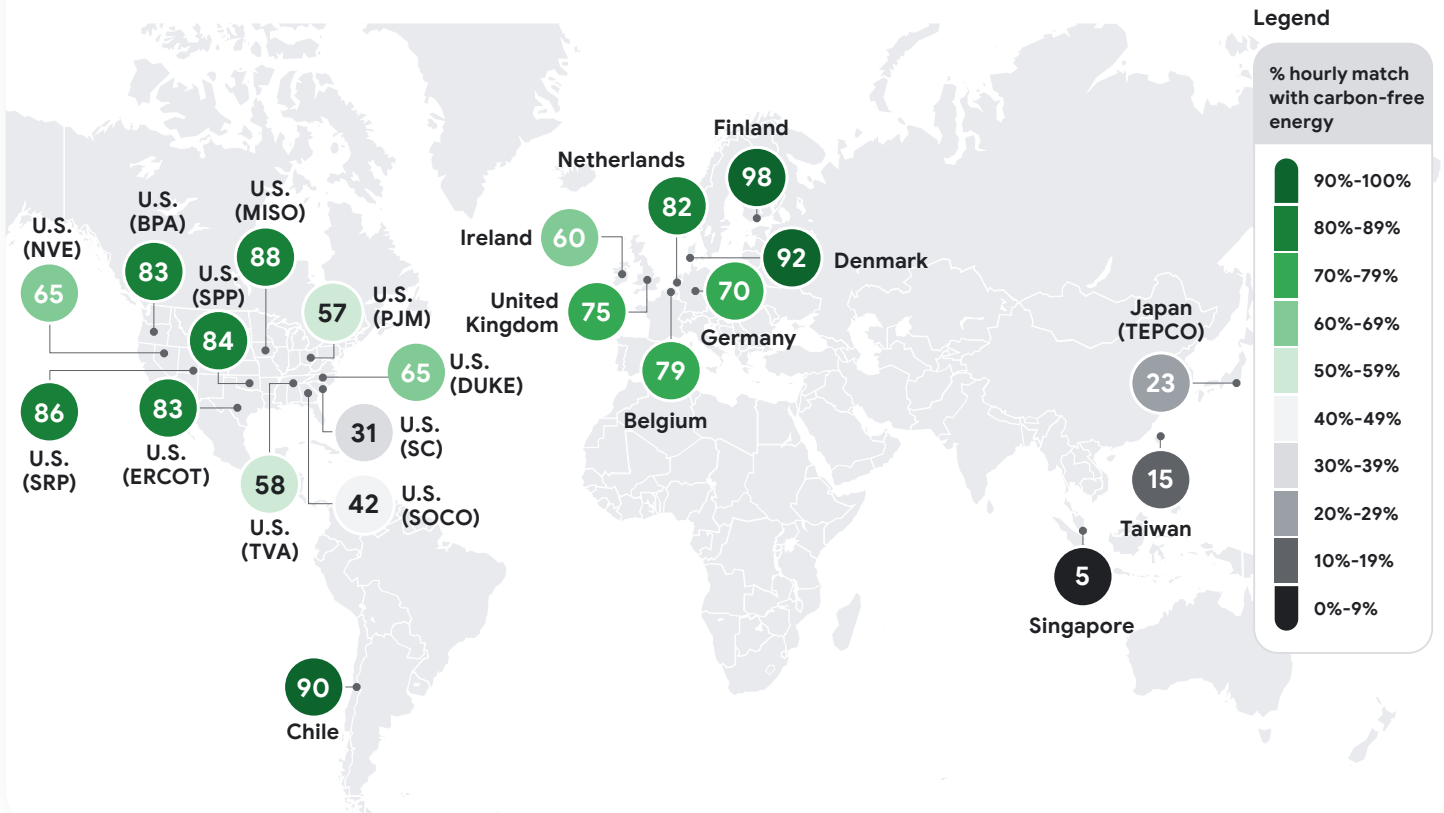 Legend
% hourly match
with carbon-free
energy
90%-100%
80%-89%
70%-79%
60%-69%
50%-59%
40%-49%
30%-39%
20%-29%
10%-19%
0%-9%
U.S.
(NVE)
65
U.S.
(BPA)
83
U.S.
(MISO)
88
U.S.
(SPP)
84
57
U.S.
(PJM)
65
U.S.
(DUKE)
86
U.S.
(SRP)
83
U.S.
(ERCOT)
31
U.S.
(SC)
58
U.S.
(TVA)
42
U.S.
(SOCO)
90
Chile
Finland
98
Netherlands
82
Ireland
60
92
Denmark
United
Kingdom
75
70
Germany
79
Belgium
Japan
(TEPCO)
23
15
Taiwan
5
Singapore